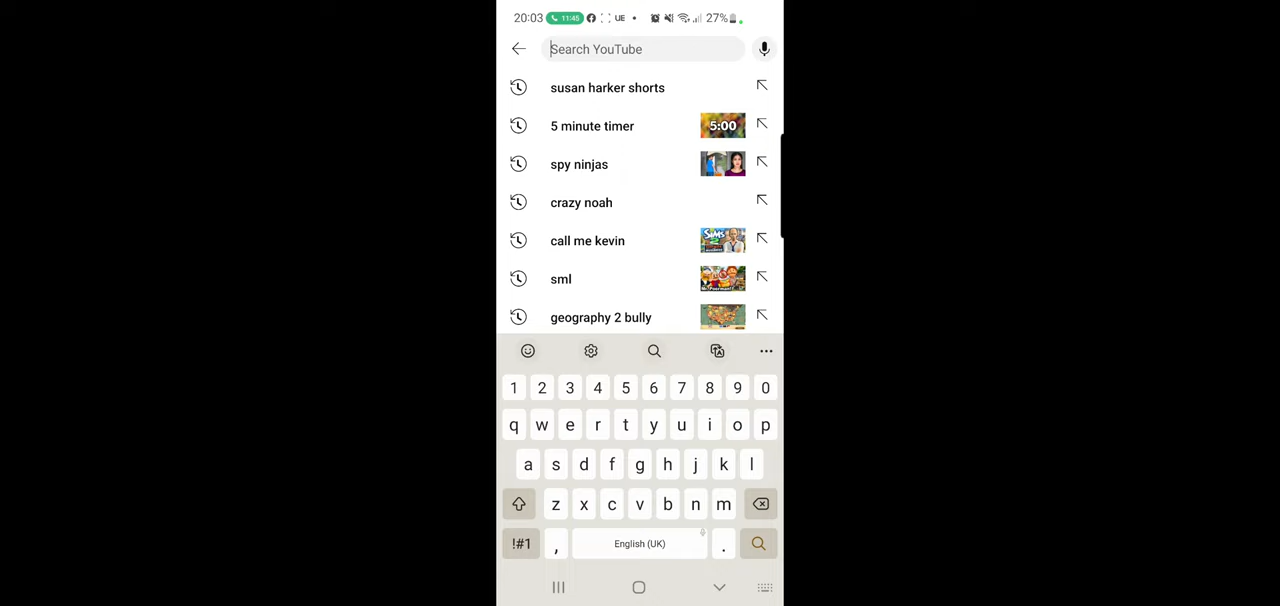 20:03 11:45 UE 27%
Search YouTube
susan harker shorts
5 minute timer 5:00
spy ninjas
crazy noah
call me kevin
sml
geography 2 bully
1 2 3 4 5 6 7 8 9 0
q w e r t y u i o p
a s d f g h j k l
z x c v b n m
!#1 , English (UK) .